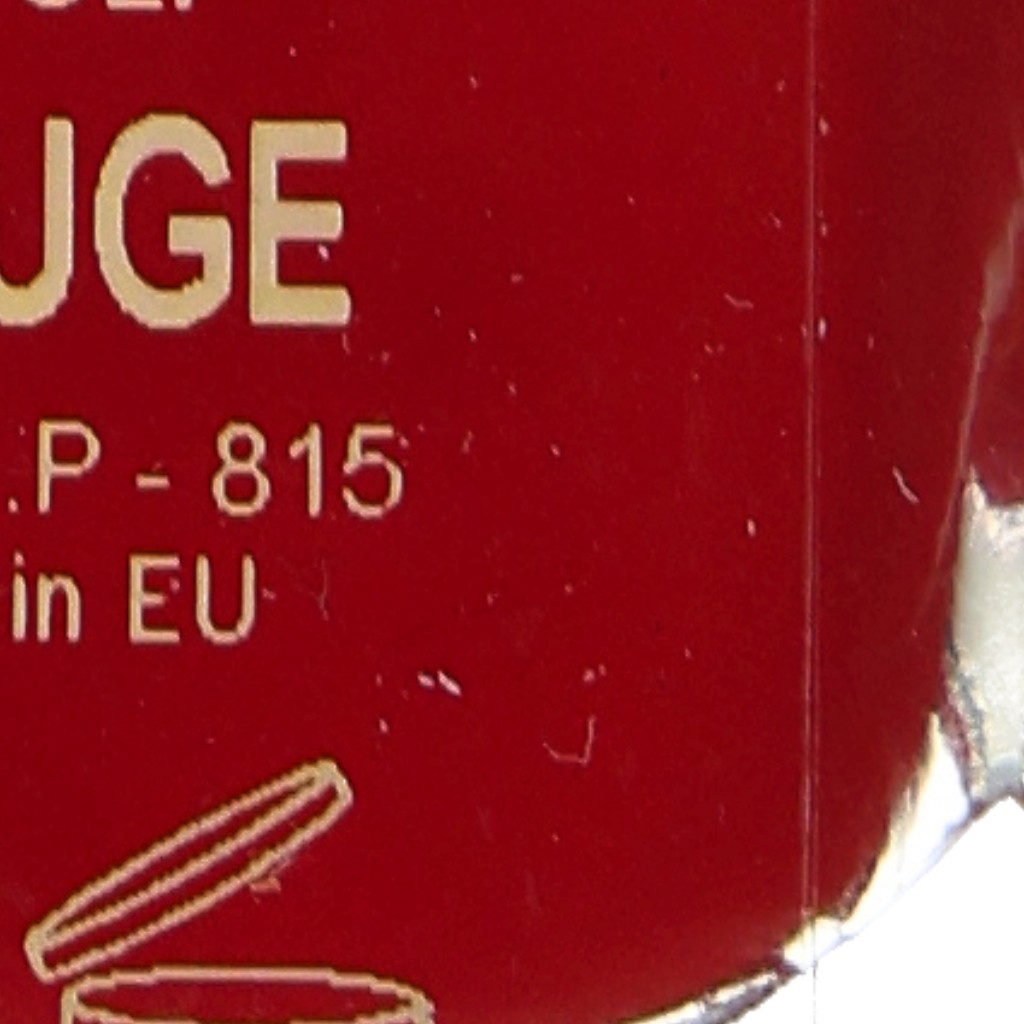 UGE
.P - 815
in EU